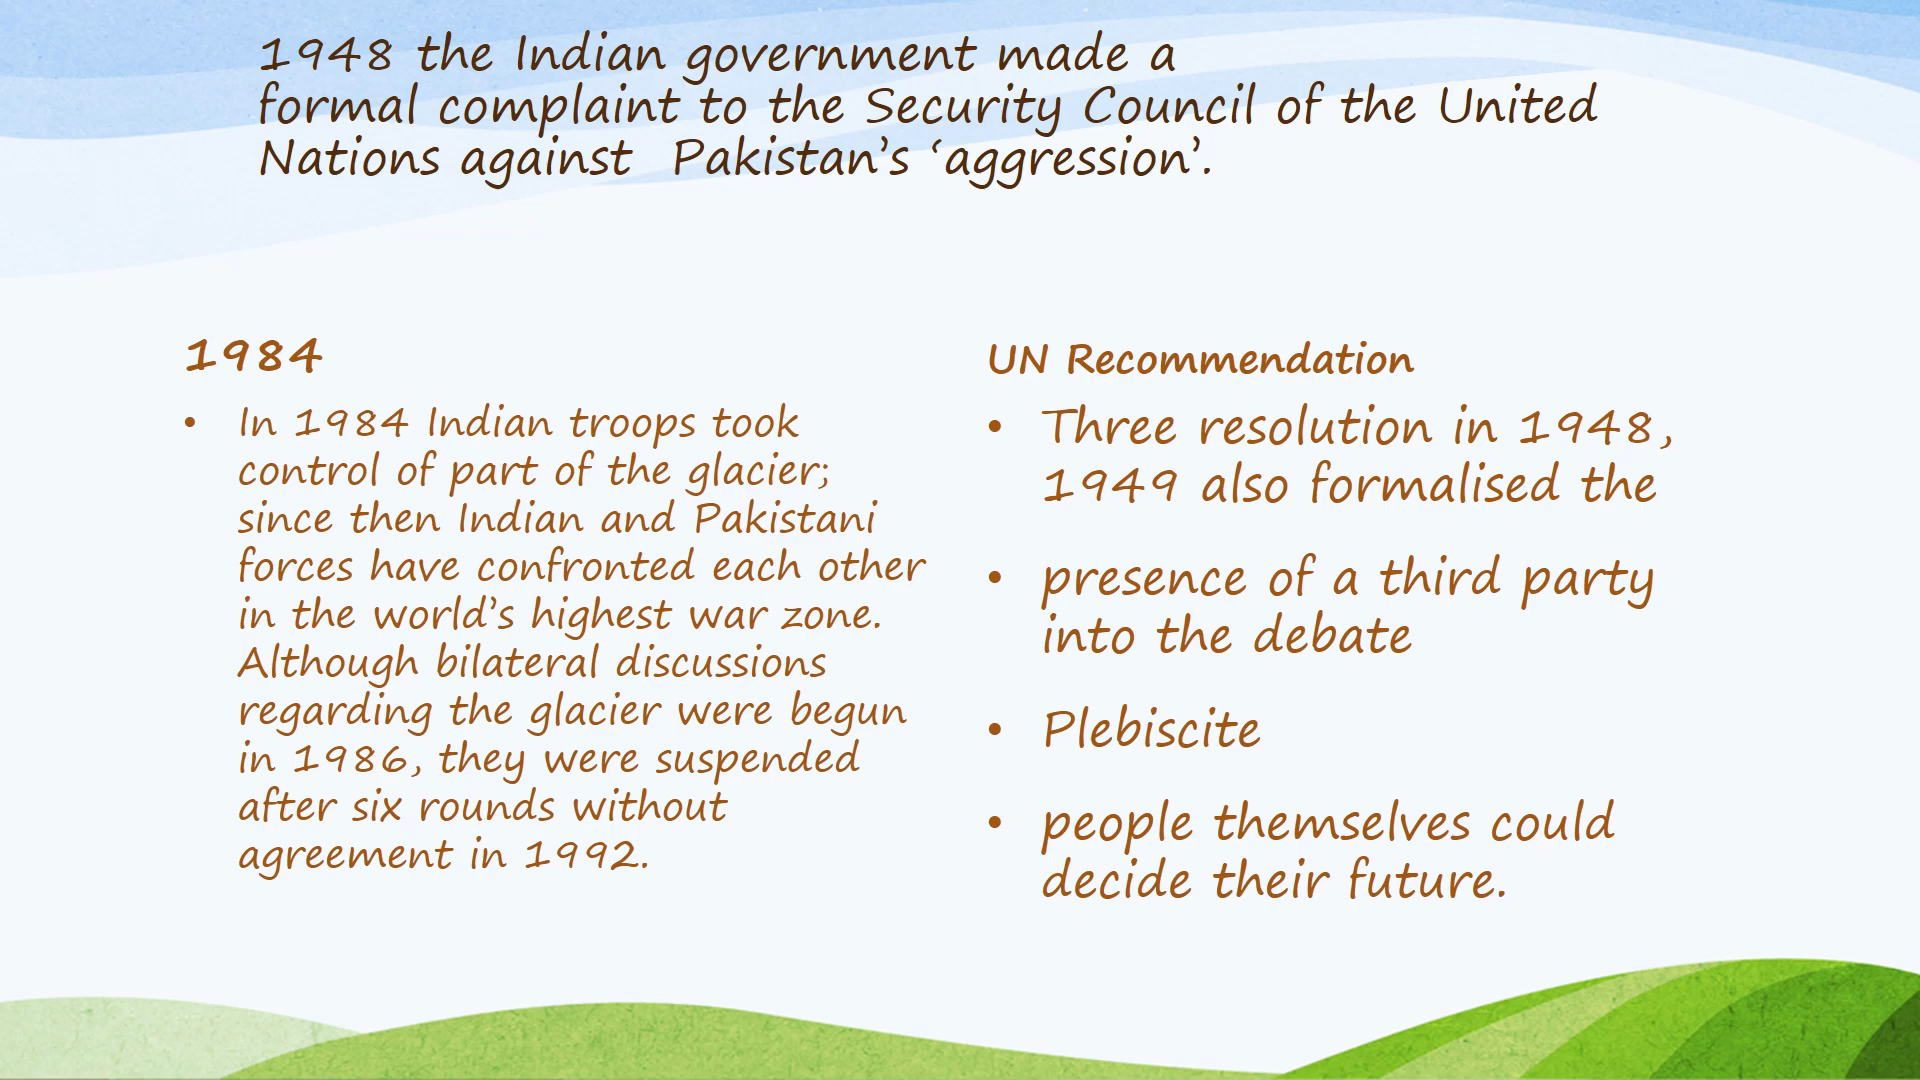 1948 the Indian government made a
formal complaint to the Security Council of the United
Nations against  Pakistan’s ‘aggression’.
1984
• In 1984 Indian troops took
control of part of the glacier;
since then Indian and Pakistani
forces have confronted each other
in the world’s highest war zone.
Although bilateral discussions
regarding the glacier were begun
in 1986, they were suspended
after six rounds without
agreement in 1992.
UN Recommendation
• Three resolution in 1948,
1949 also formalised the
• presence of a third party
into the debate
• Plebiscite
• people themselves could
decide their future.